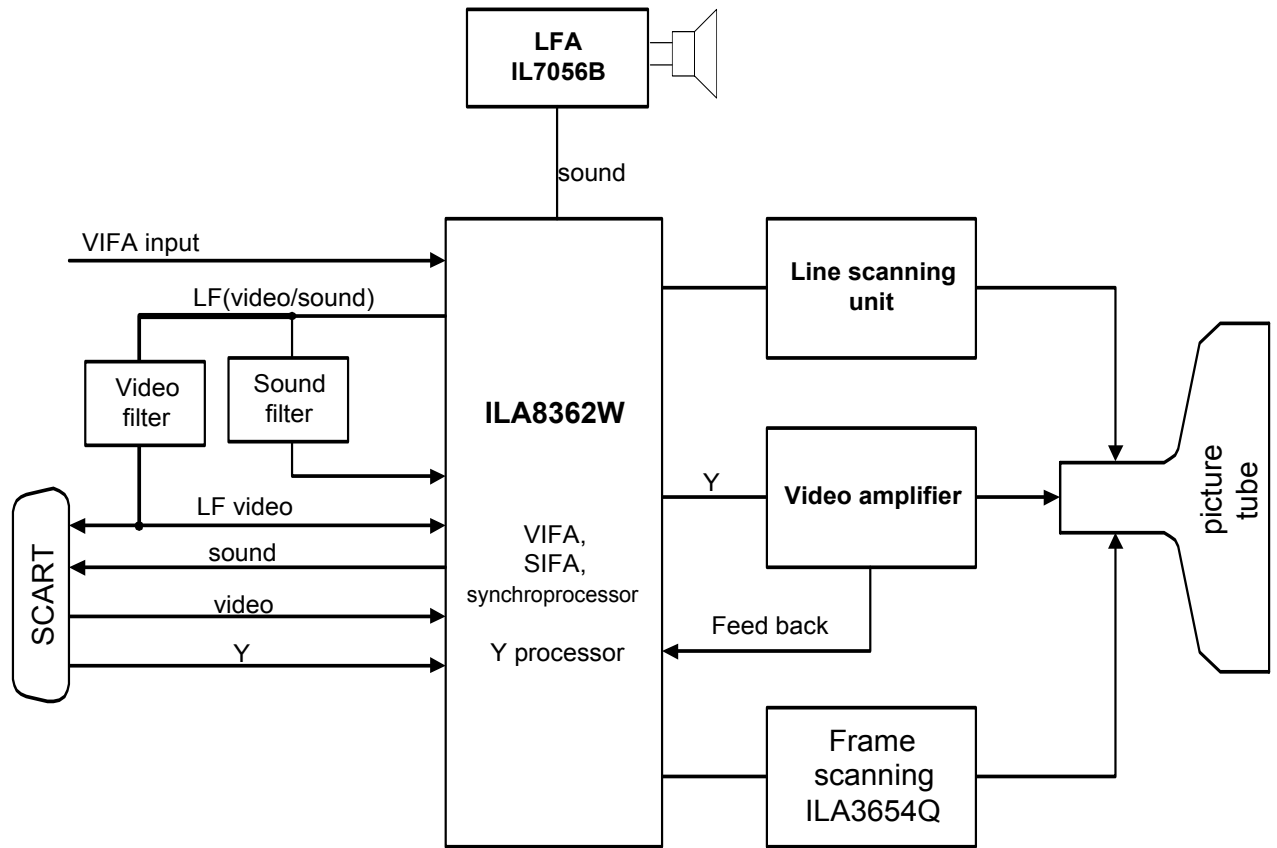 LFA
IL7056B
sound
VIFA input
LF(video/sound)
Video
filter
Sound
filter
LF video
sound
video
Y
SCART
ILA8362W
VIFA,
SIFA,
synchroprocessor
Y processor
Line scanning
unit
Y
Video amplifier
Feed back
Frame
scanning
ILA3654Q
picture
tube